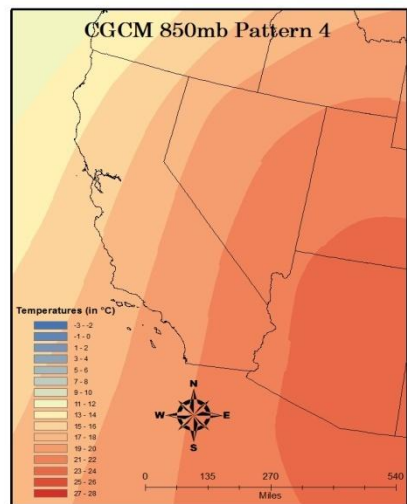 CGCM 850mb Pattern 4
Temperatures (in °C)
-3 - -2
-1 - 0
1 - 2
3 - 4
5 - 6
7 - 8
9 - 10
11 - 12
13 - 14
15 - 16
17 - 18
19 - 20
21 - 22
23 - 24
25 - 26
27 - 28
N
W E
S
0 135 270 540
Miles